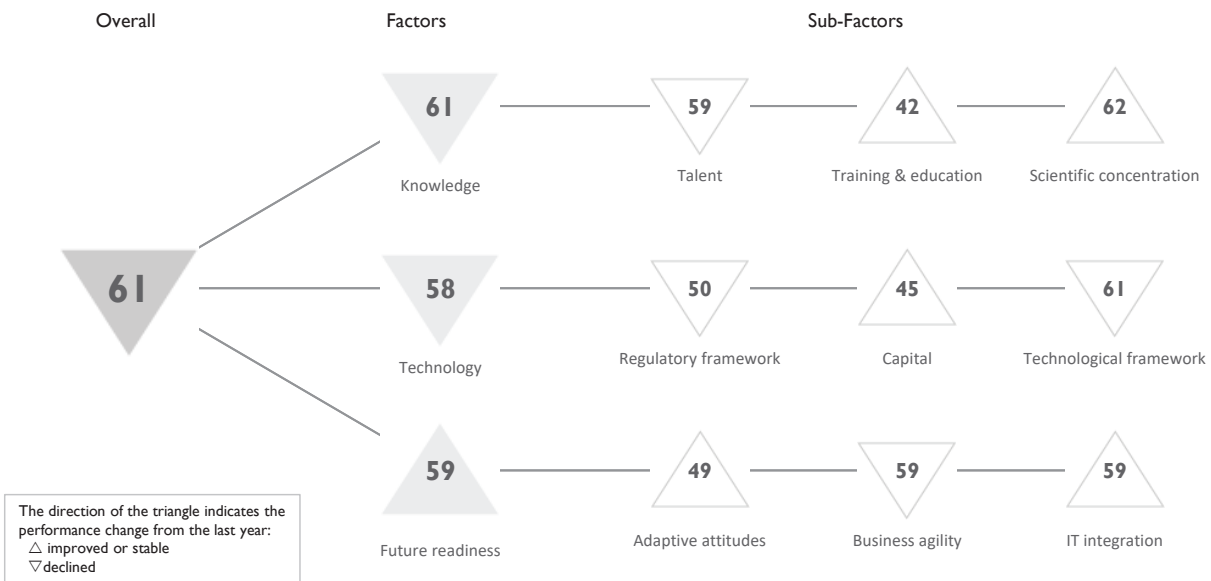 Overall Factors Sub-Factors
61 59 42 62
Knowledge Talent Training & education Scientific concentration
61
58 50 45 61
Technology Regulatory framework Capital Technological framework
59 49 59 59
Future readiness Adaptive attitudes Business agility IT integration
The direction of the triangle indicates the
performance change from the last year:
△ improved or stable
▽ declined